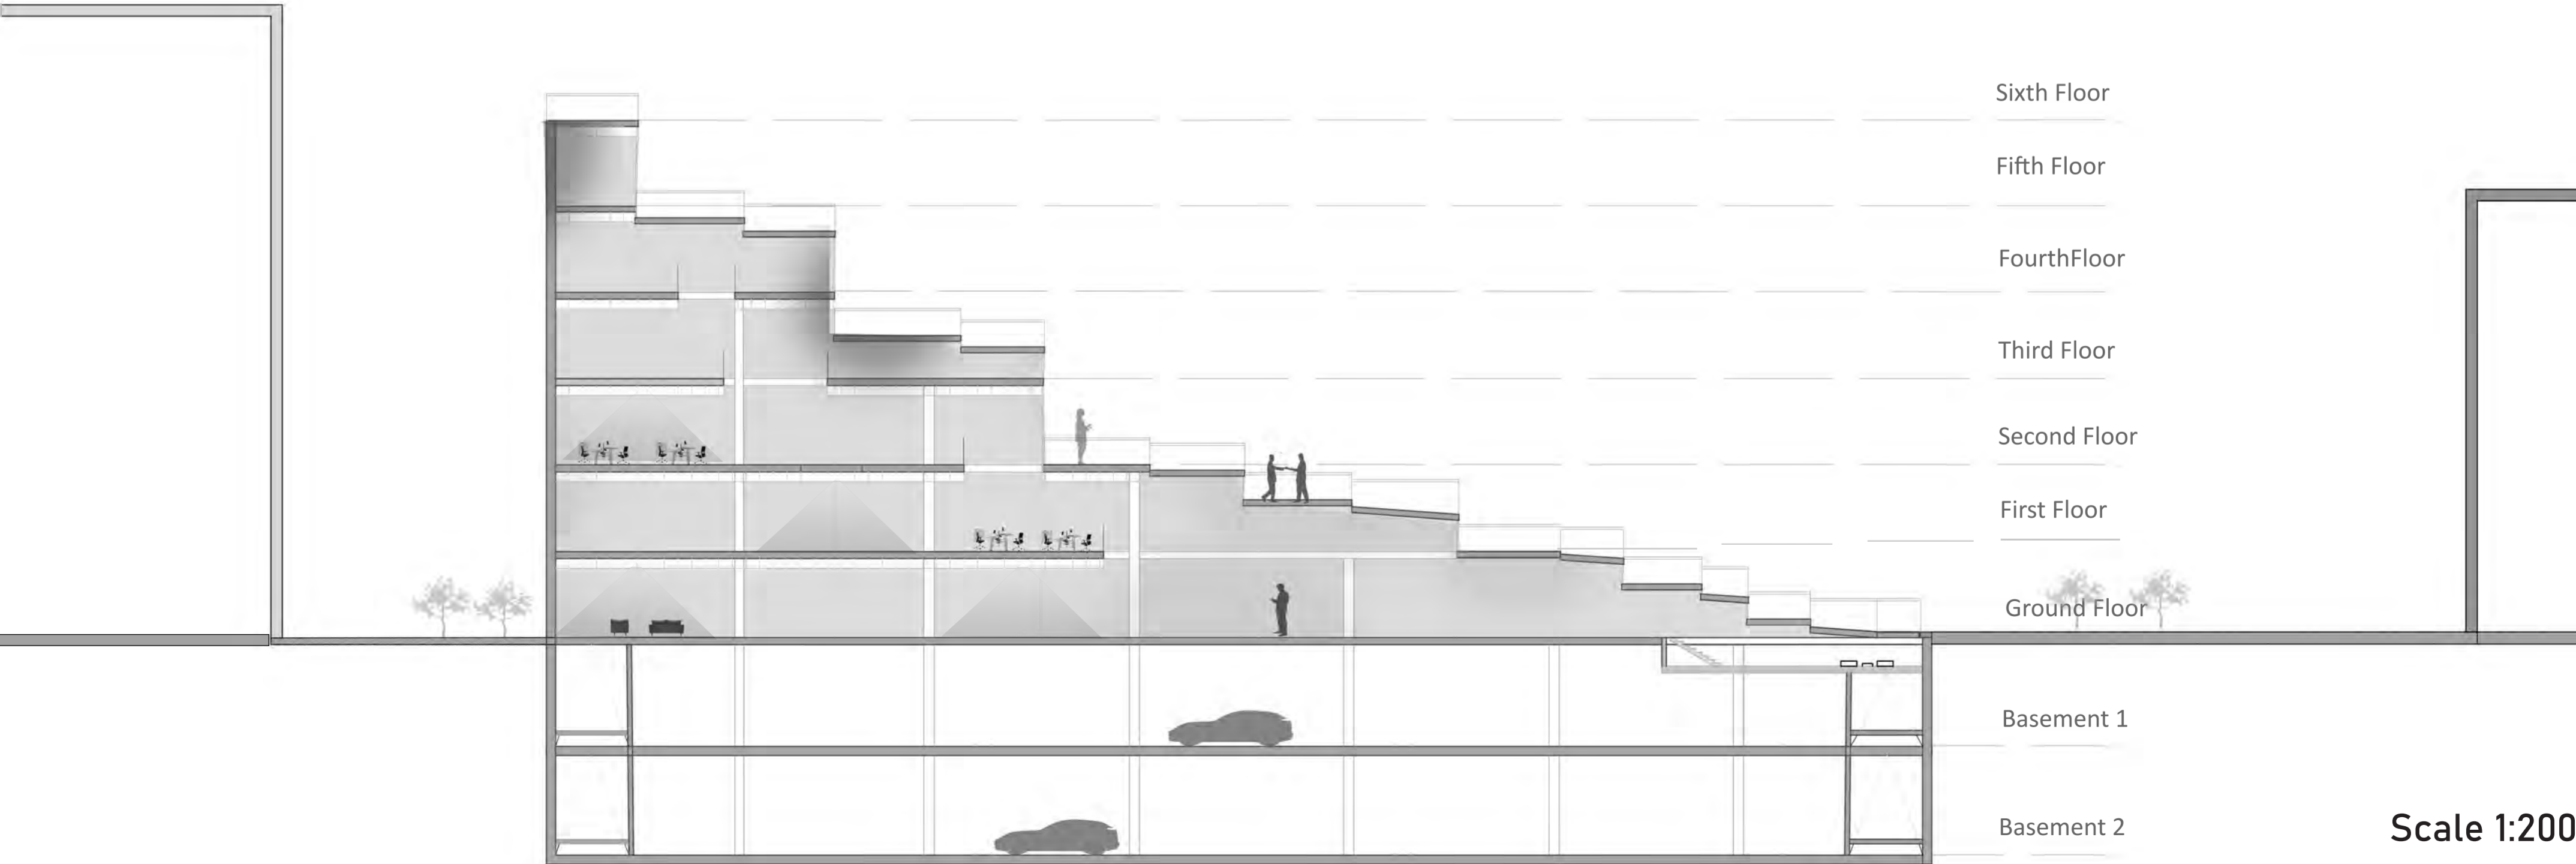 Sixth Floor
Fifth Floor
FourthFloor
Third Floor
Second Floor
First Floor
Ground Floor
Basement 1
Basement 2
Scale 1:200